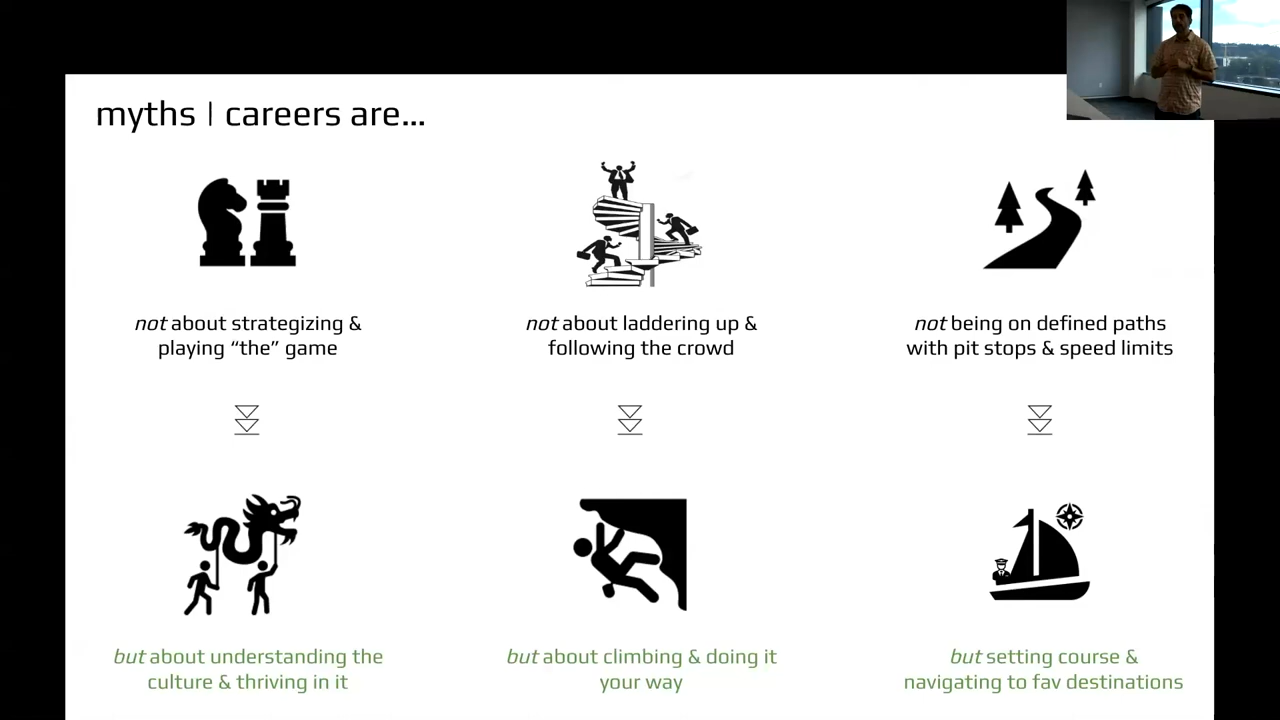 myths | careers are...
not about strategizing &
playing “the” game
not about laddering up &
following the crowd
not being on defined paths
with pit stops & speed limits
but about understanding the
culture & thriving in it
but about climbing & doing it
your way
but setting course &
navigating to fav destinations